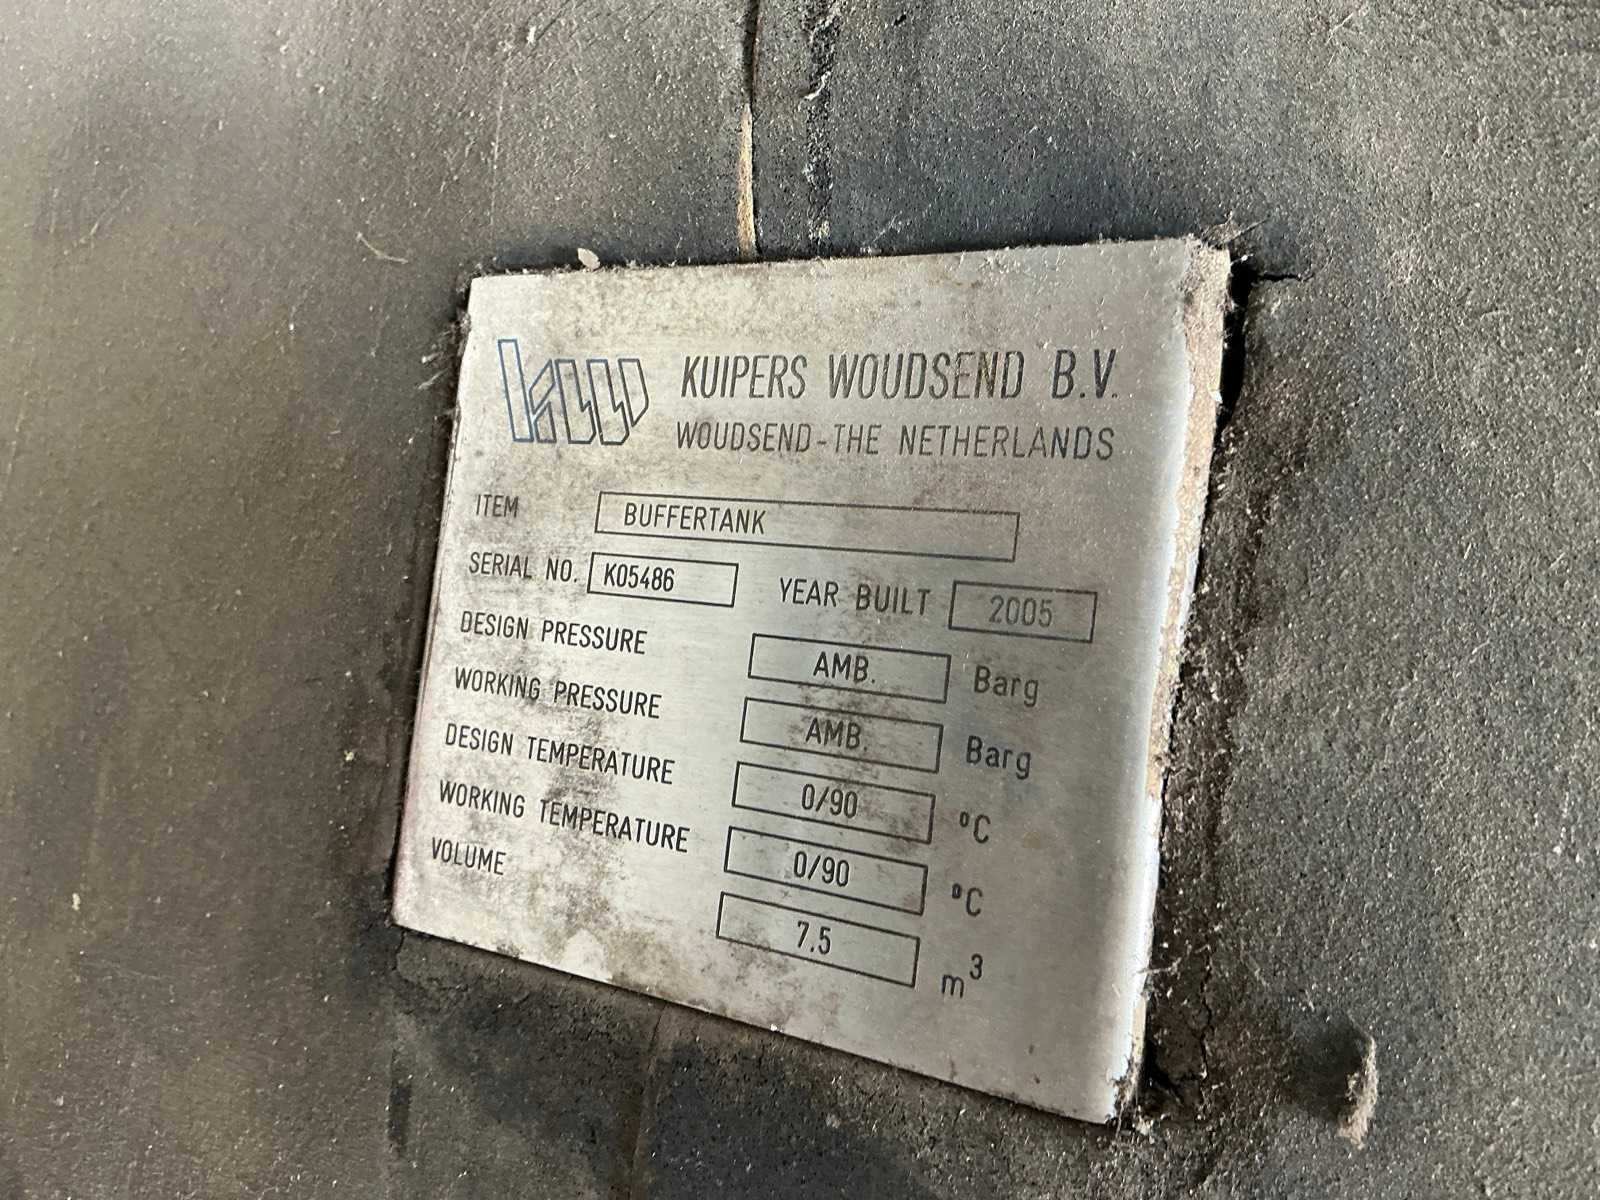 kw KUIPERS WOUDSEND B.V.
WOUDSEND-THE NETHERLANDS
ITEM BUFFERTANK
SERIAL NO. K05486 YEAR BUILT 2005
DESIGN PRESSURE AMB. Barg
WORKING PRESSURE AMB. Barg
DESIGN TEMPERATURE 0/90 °C
WORKING TEMPERATURE 0/90 °C
VOLUME 7.5 m³